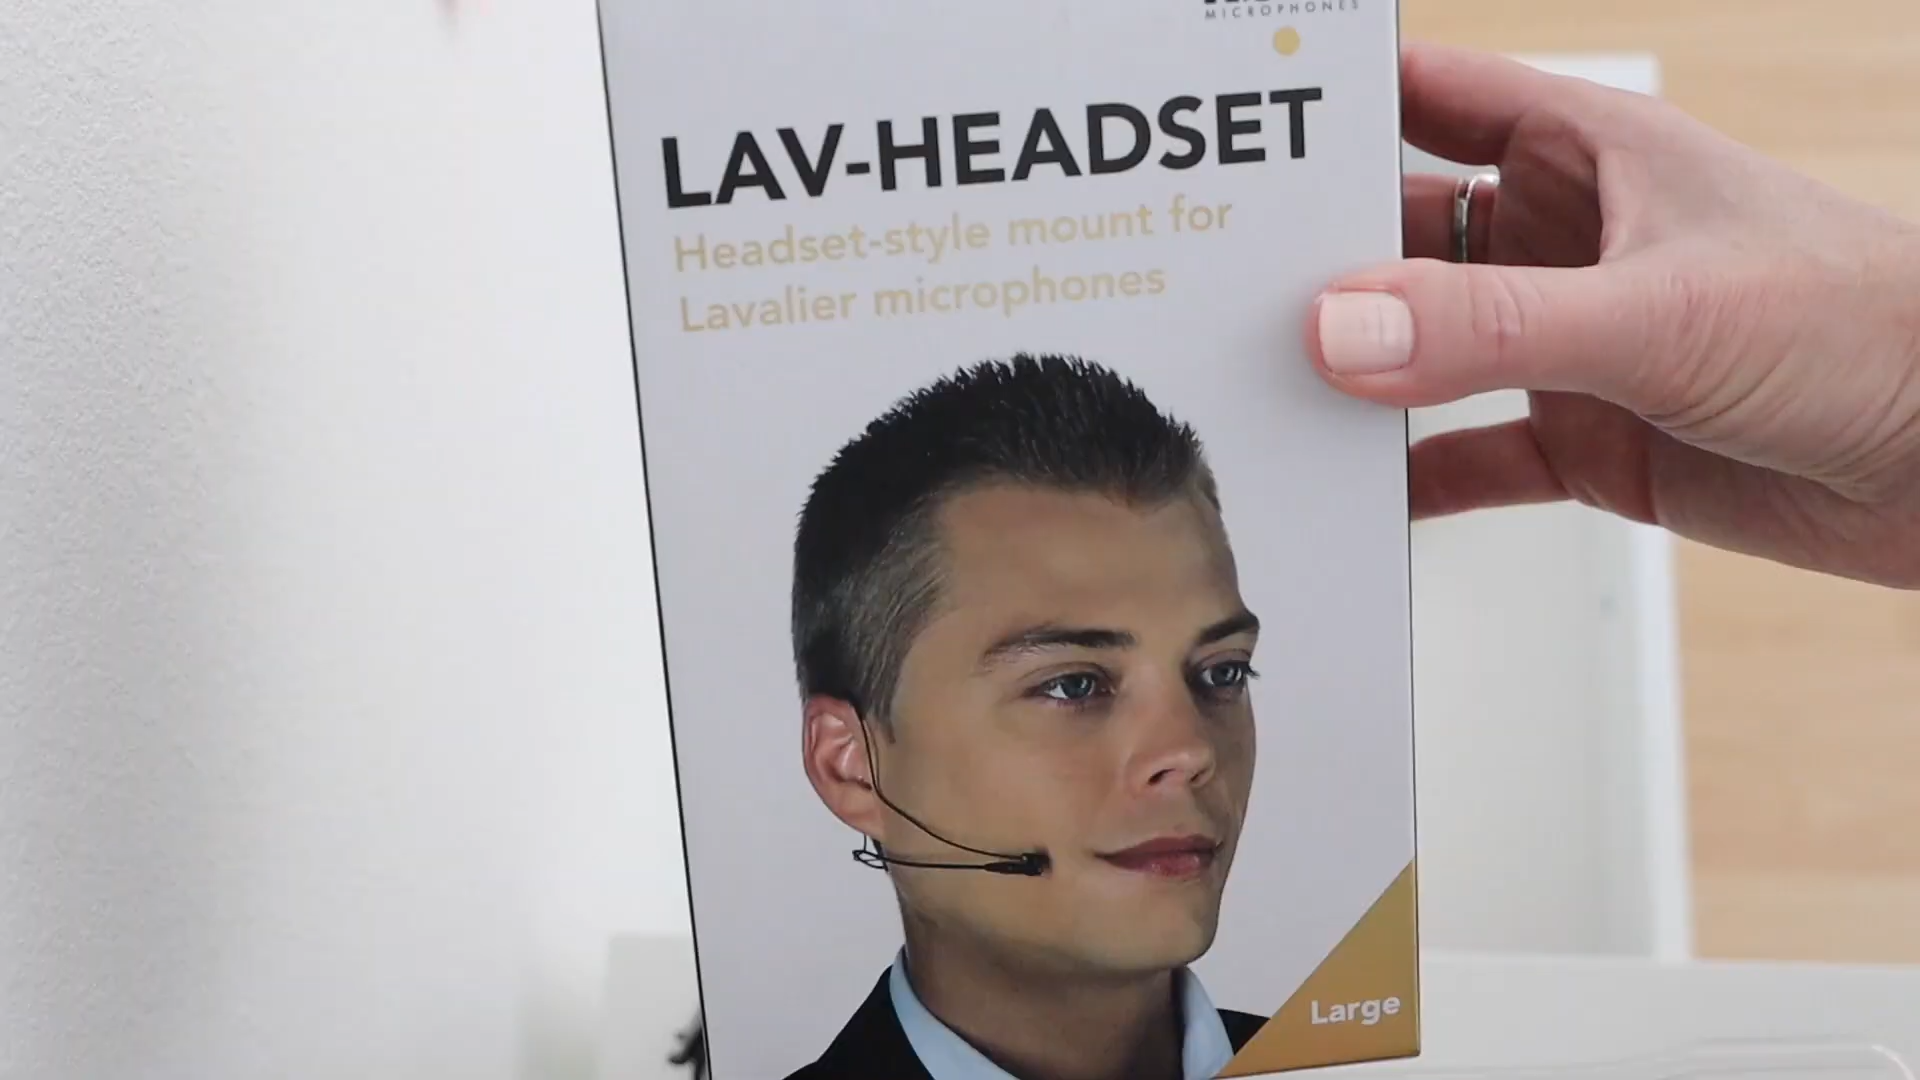 MICROPHONES
LAV-HEADSET
Headset-style mount for
Lavalier microphones
Large